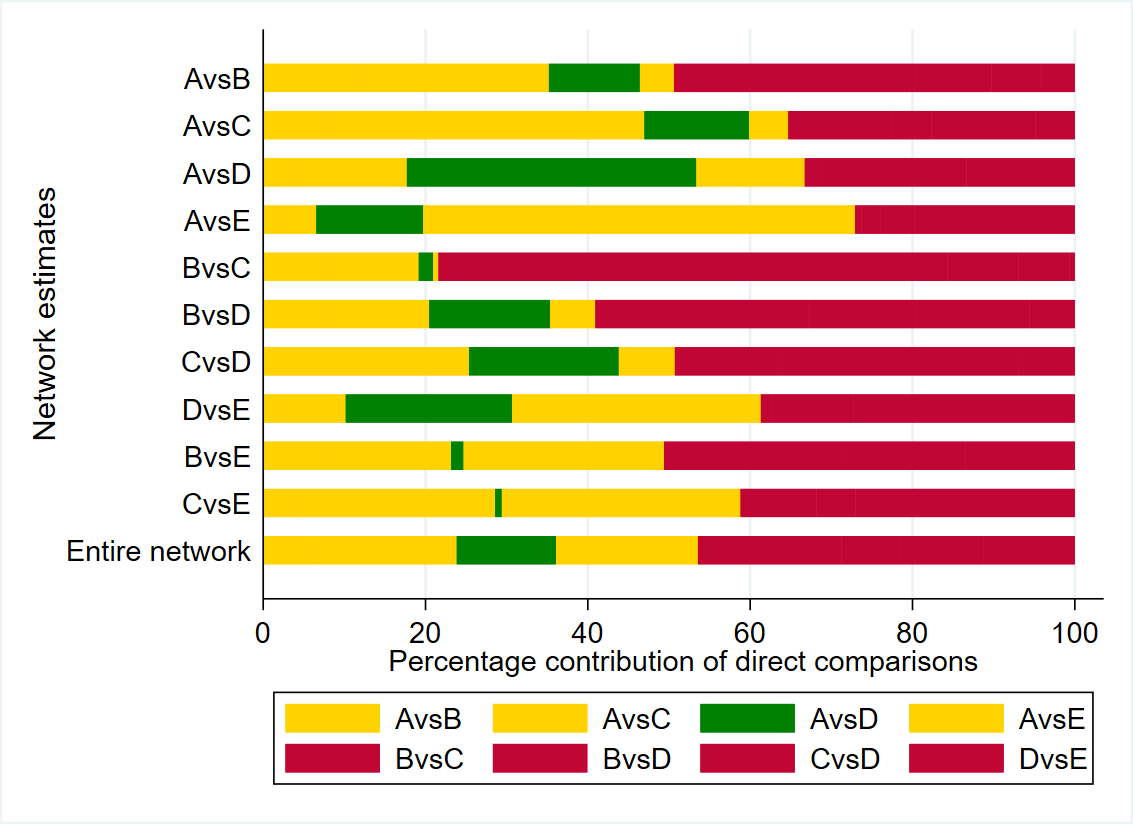 Network estimates
AvsB
AvsC
AvsD
AvsE
BvsC
BvsD
CvsD
DvsE
BvsE
CvsE
Entire network
0 20 40 60 80 100
Percentage contribution of direct comparisons
AvsB AvsC AvsD AvsE
BvsC BvsD CvsD DvsE